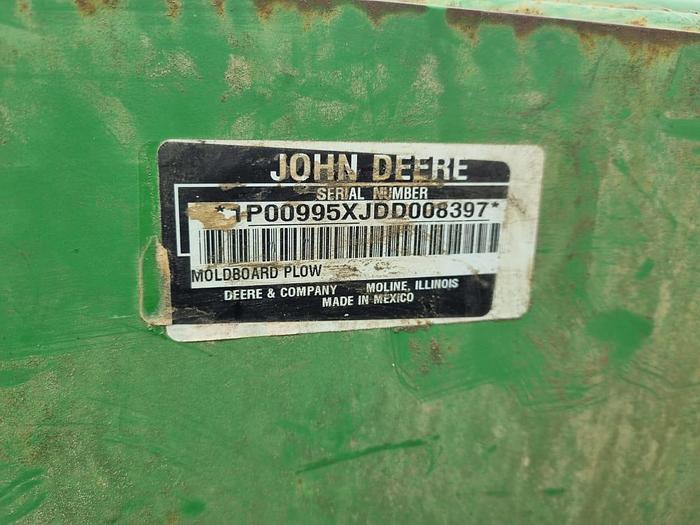 JOHN DEERE
SERIAL NUMBER
*1P00995XJDD008397*
MOLDBOARD PLOW
DEERE & COMPANY MOLINE, ILLINOIS
MADE IN MEXICO